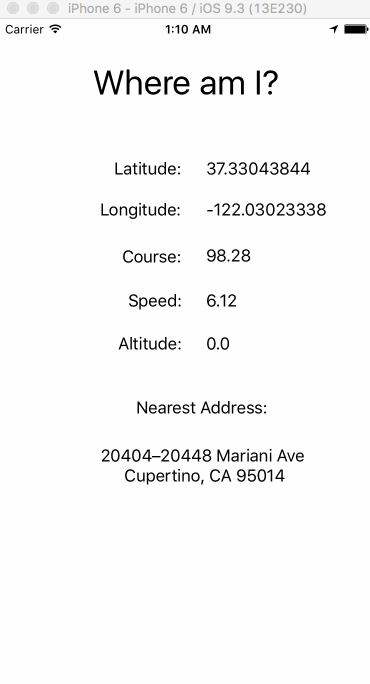 iPhone 6 - iPhone 6 / iOS 9.3 (13E230)
Carrier 1:10 AM
Where am I?
Latitude: 37.33043844
Longitude: -122.03023338
Course: 98.28
Speed: 6.12
Altitude: 0.0
Nearest Address:
20404–20448 Mariani Ave
Cupertino, CA 95014